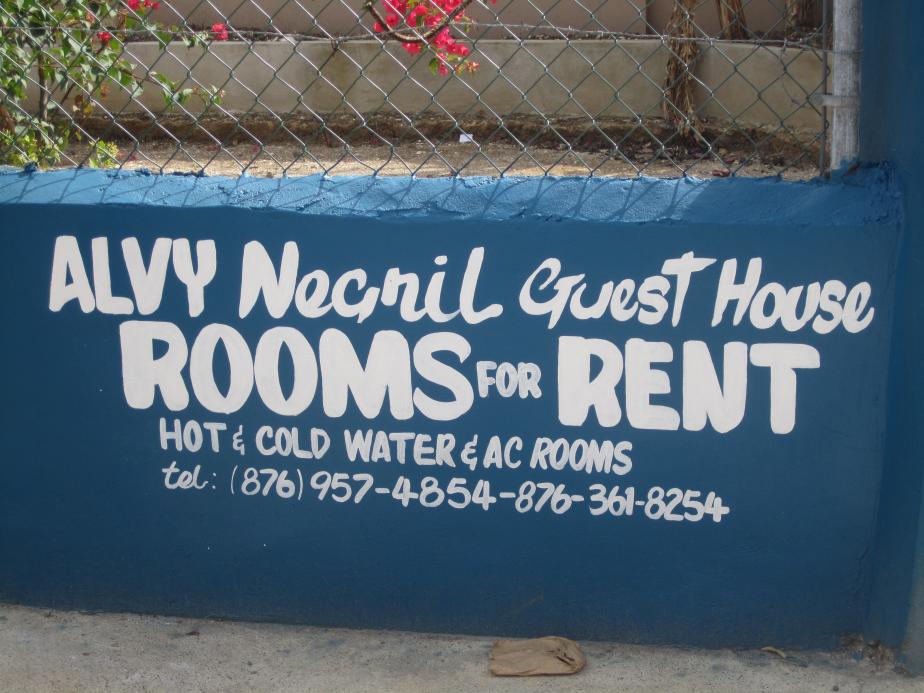 ALVY Negril Guest House
ROOMS FOR RENT
HOT & COLD WATER & AC ROOMS
tel: (876) 957-4854-876-361-8254